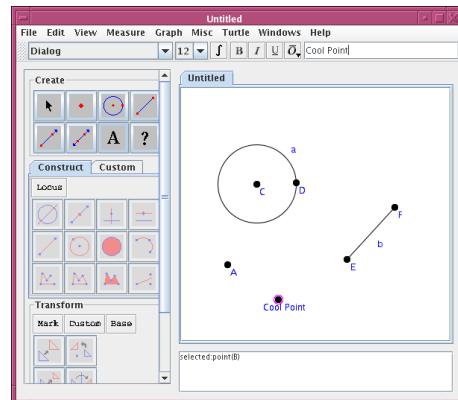 Untitled
File Edit View Measure Graph Misc Turtle Windows Help
Dialog 12 ∫ B I U O Cool Point
Create
A ?
Construct Custom
Locus
Transform
Mark Dustom Base
Untitled
a
C D
F
b
E
A
Cool Point
selected:point(B)